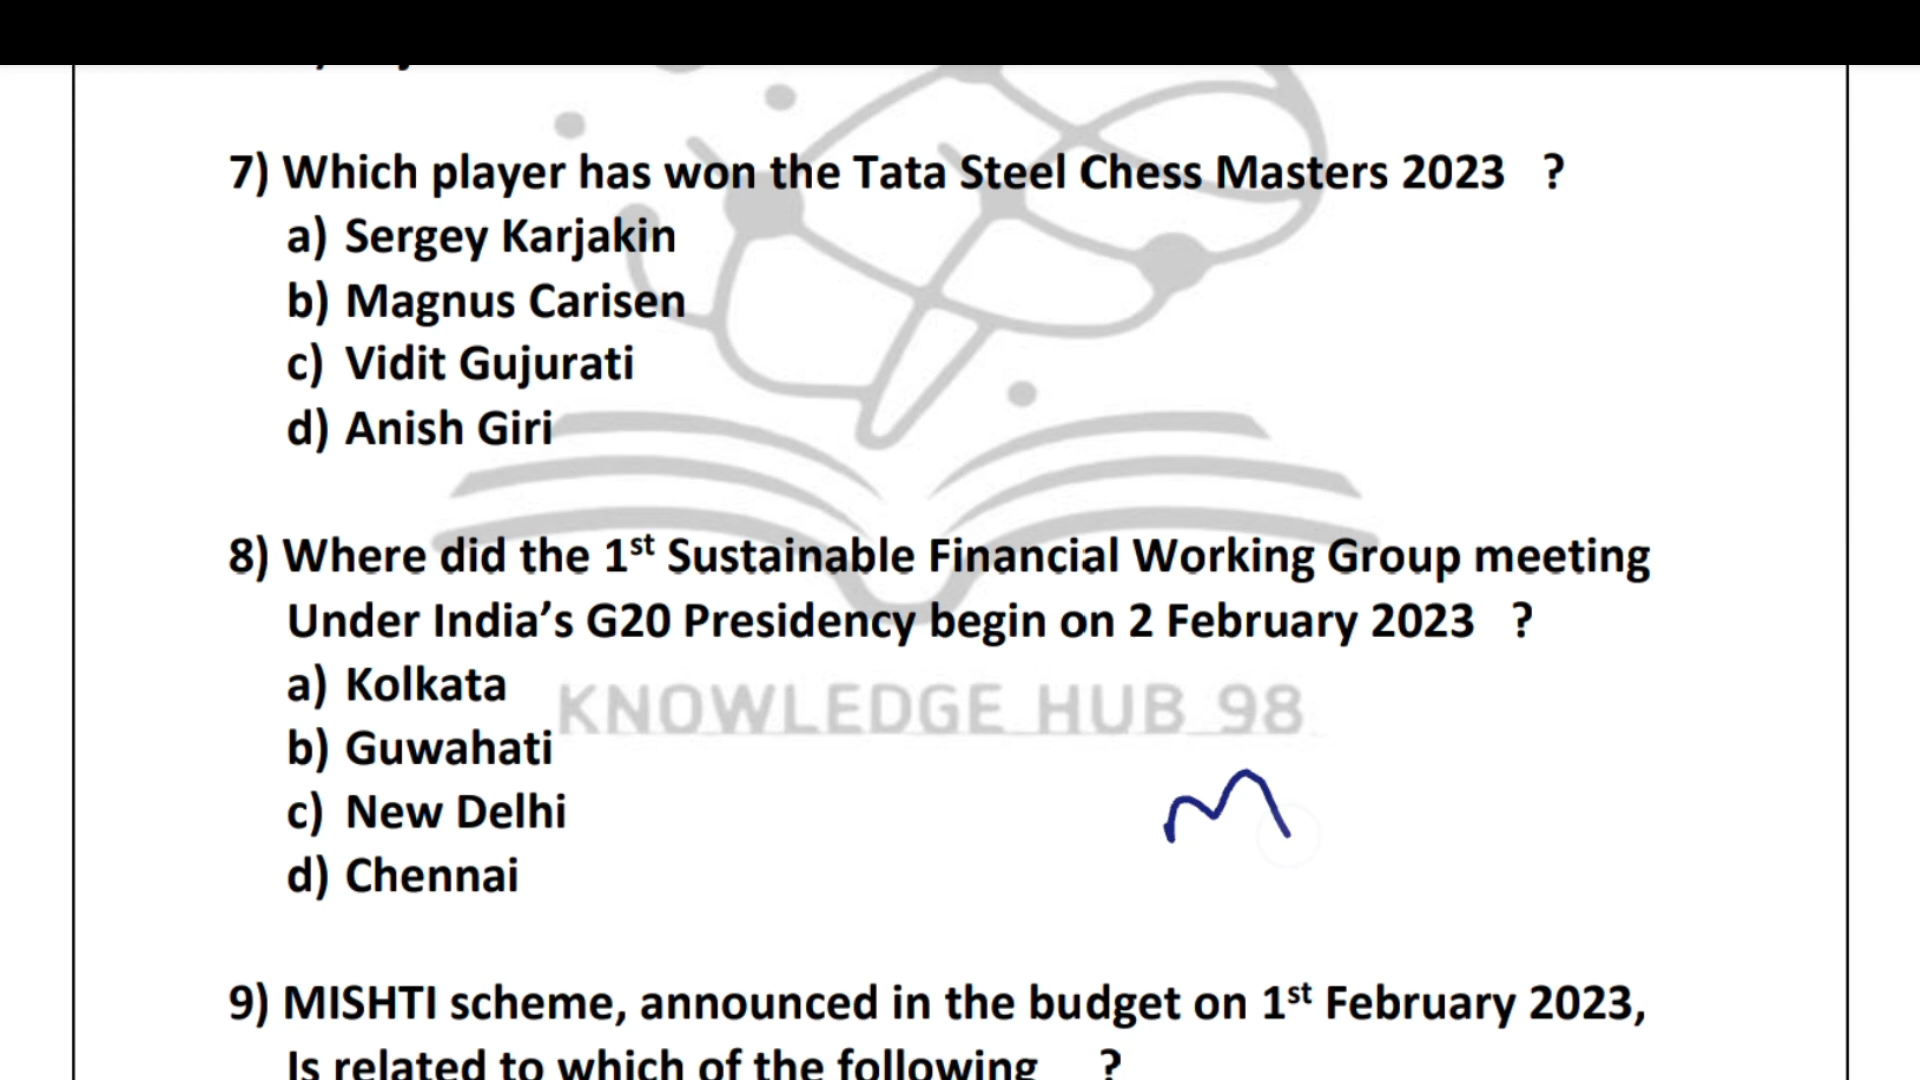 7) Which player has won the Tata Steel Chess Masters 2023 ?
a) Sergey Karjakin
b) Magnus Carisen
c) Vidit Gujurati
d) Anish Giri
8) Where did the 1st Sustainable Financial Working Group meeting
Under India’s G20 Presidency begin on 2 February 2023 ?
a) Kolkata
KNOWLEDGE HUB 98
b) Guwahati
c) New Delhi
d) Chennai
9) MISHTI scheme, announced in the budget on 1st February 2023,
Is related to which of the following ?